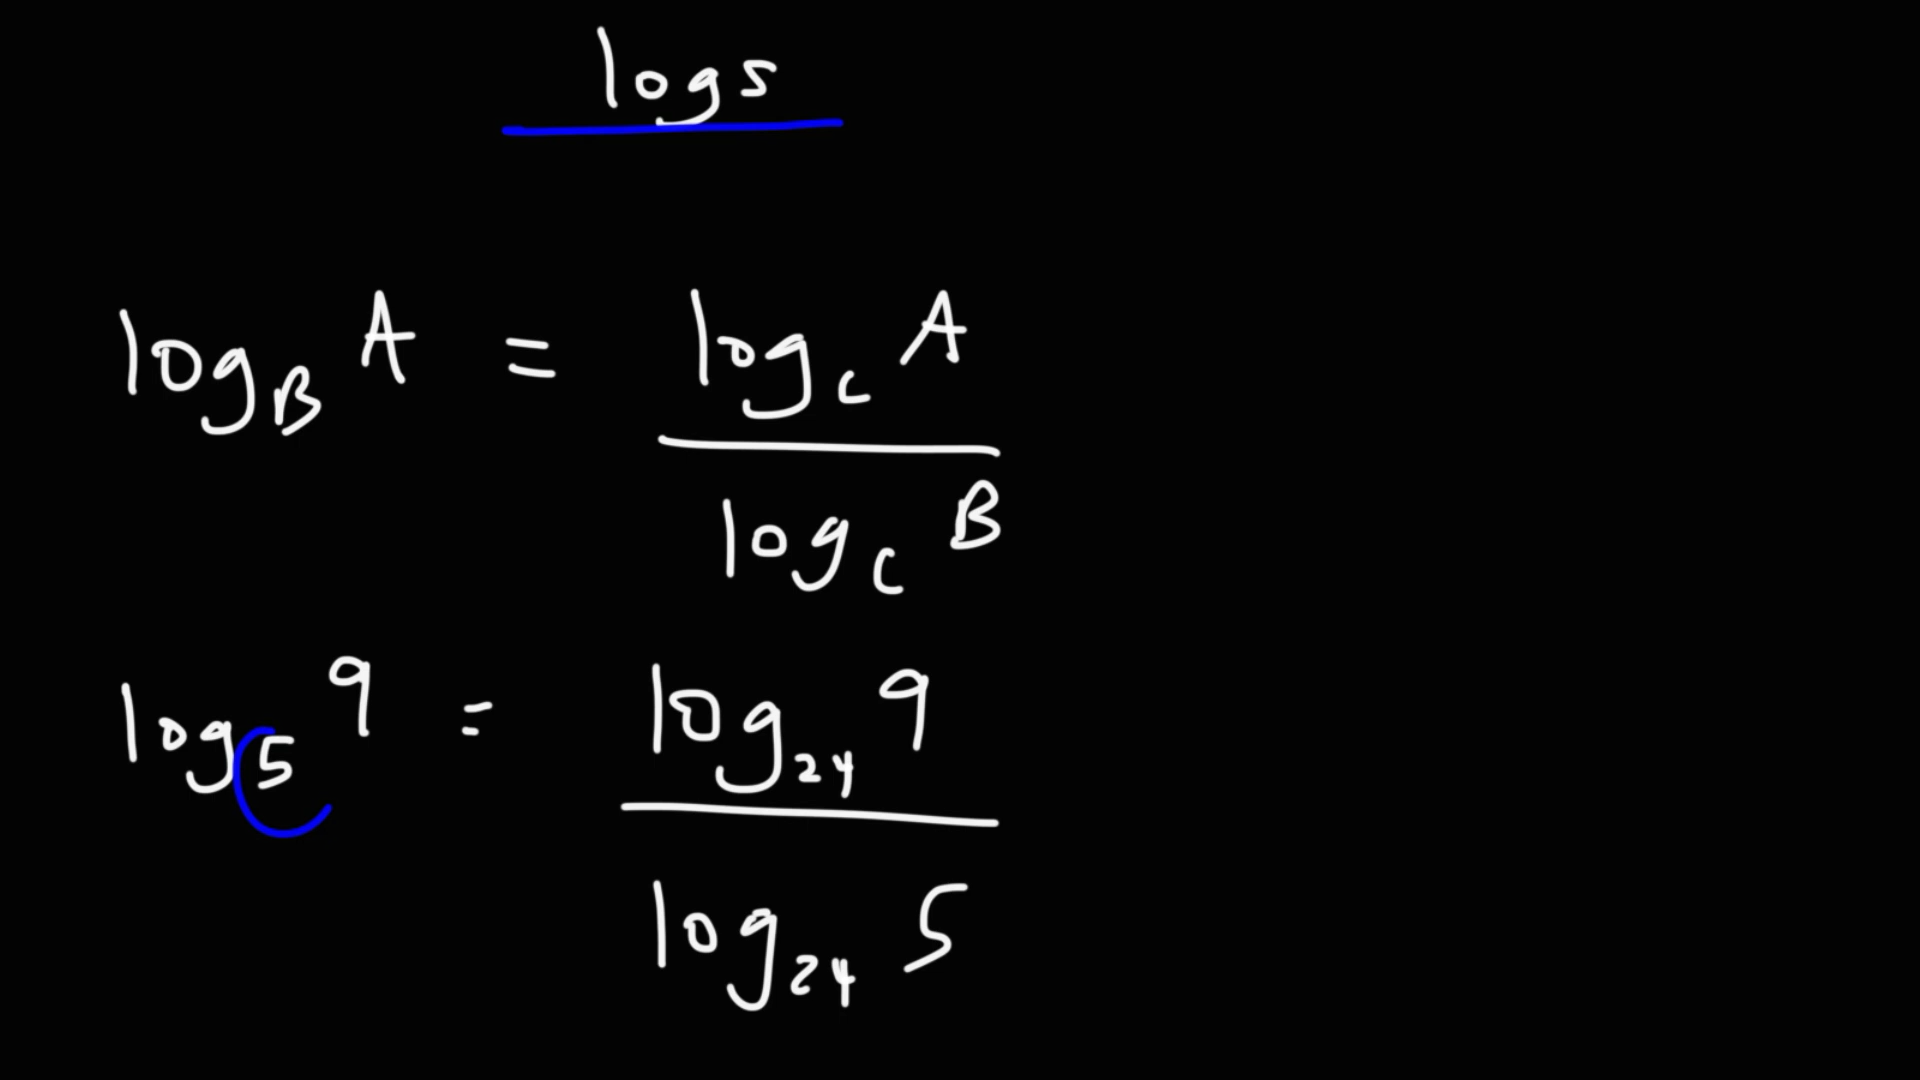 logs
log_B A = log_C A / log_C B
log_5 9 = log_24 9 / log_24 5